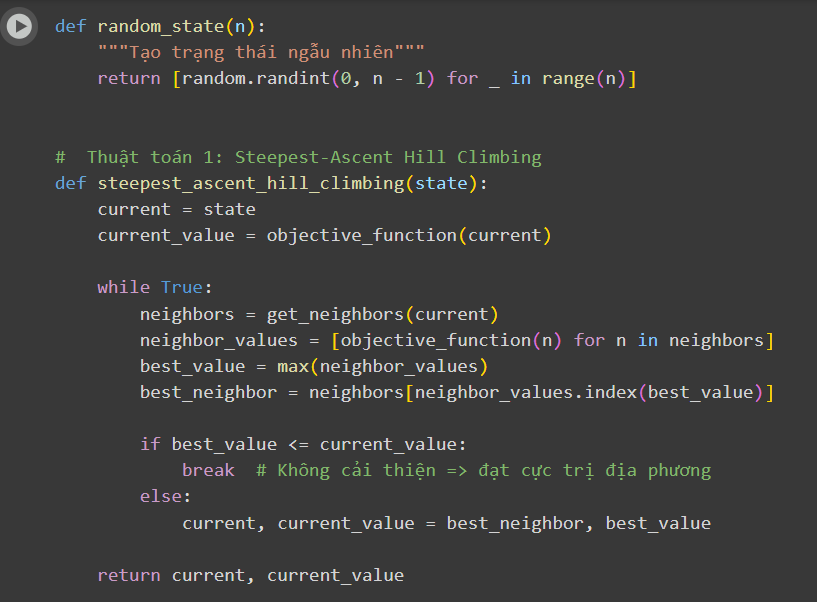 def random_state(n):
    """Tạo trạng thái ngẫu nhiên"""
    return [random.randint(0, n - 1) for _ in range(n)]
#  Thuật toán 1: Steepest-Ascent Hill Climbing
def steepest_ascent_hill_climbing(state):
    current = state
    current_value = objective_function(current)
    while True:
        neighbors = get_neighbors(current)
        neighbor_values = [objective_function(n) for n in neighbors]
        best_value = max(neighbor_values)
        best_neighbor = neighbors[neighbor_values.index(best_value)]
        if best_value <= current_value:
            break  # Không cải thiện => đạt cực trị địa phương
        else:
            current, current_value = best_neighbor, best_value
    return current, current_value